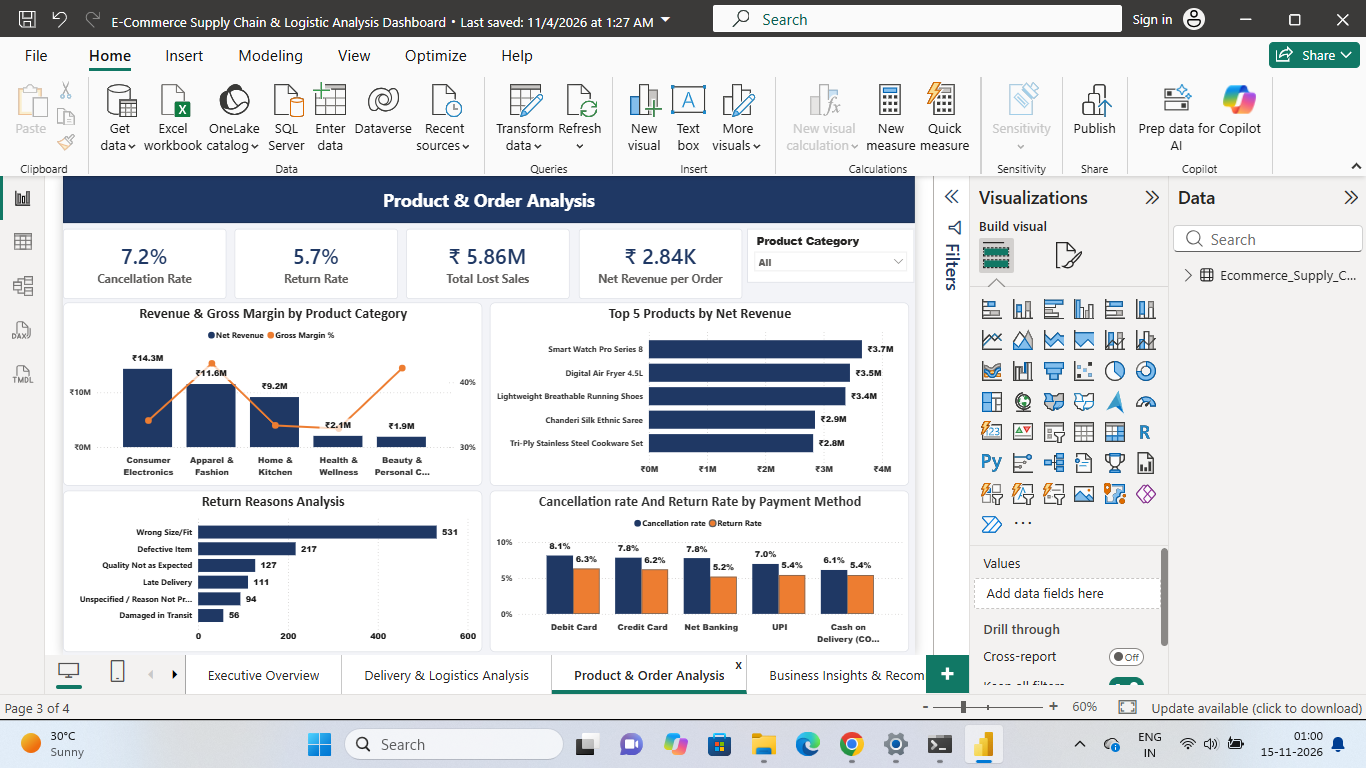 E-Commerce Supply Chain & Logistic Analysis Dashboard • Last saved: 11/4/2026 at 1:27 AM
Search
Sign in
File
Home
Insert
Modeling
View
Optimize
Help
Share
Paste
Get data
Excel workbook
OneLake catalog
SQL Server
Enter data
Dataverse
Recent sources
Transform data
Refresh
New visual
Text box
More visuals
New visual calculation
New measure
Quick measure
Sensitivity
Publish
Prep data for AI
Copilot
Clipboard
Data
Queries
Insert
Calculations
Sensitivity
Share
Copilot
DAX
TMDL
Product & Order Analysis
7.2%
Cancellation Rate
5.7%
Return Rate
₹ 5.86M
Total Lost Sales
₹ 2.84K
Net Revenue per Order
Product Category
All
Revenue & Gross Margin by Product Category
Net Revenue Gross Margin %
₹14.3M
₹11.6M
₹9.2M
₹2.1M
₹1.9M
₹10M
₹0M
40%
30%
Consumer Electronics
Apparel & Fashion
Home & Kitchen
Health & Wellness
Beauty & Personal C...
Top 5 Products by Net Revenue
Smart Watch Pro Series 8 ₹3.7M
Digital Air Fryer 4.5L ₹3.5M
Lightweight Breathable Running Shoes ₹3.4M
Chanderi Silk Ethnic Saree ₹2.9M
Tri-Ply Stainless Steel Cookware Set ₹2.8M
₹0M ₹1M ₹2M ₹3M ₹4M
Return Reasons Analysis
Wrong Size/Fit 531
Defective Item 217
Quality Not as Expected 127
Late Delivery 111
Unspecified / Reason Not Pr... 94
Damaged in Transit 56
0 200 400 600
Cancellation rate And Return Rate by Payment Method
Cancellation rate Return Rate
10%
5%
0%
8.1% 6.3%
7.8% 6.2%
7.8% 5.2%
7.0% 5.4%
6.1% 5.4%
Debit Card
Credit Card
Net Banking
UPI
Cash on Delivery (CO...
Filters
Visualizations
Build visual
123
R
Py
...
Values
Add data fields here
Drill through
Cross-report
Off
Keep all filters
Data
Search
Ecommerce_Supply_C...
Executive Overview
Delivery & Logistics Analysis
Product & Order Analysis
X
Business Insights & Recom
+
Page 3 of 4
- + 60%
Update available (click to download)
30°C
Sunny
Search
ENG
IN
01:00
15-11-2026